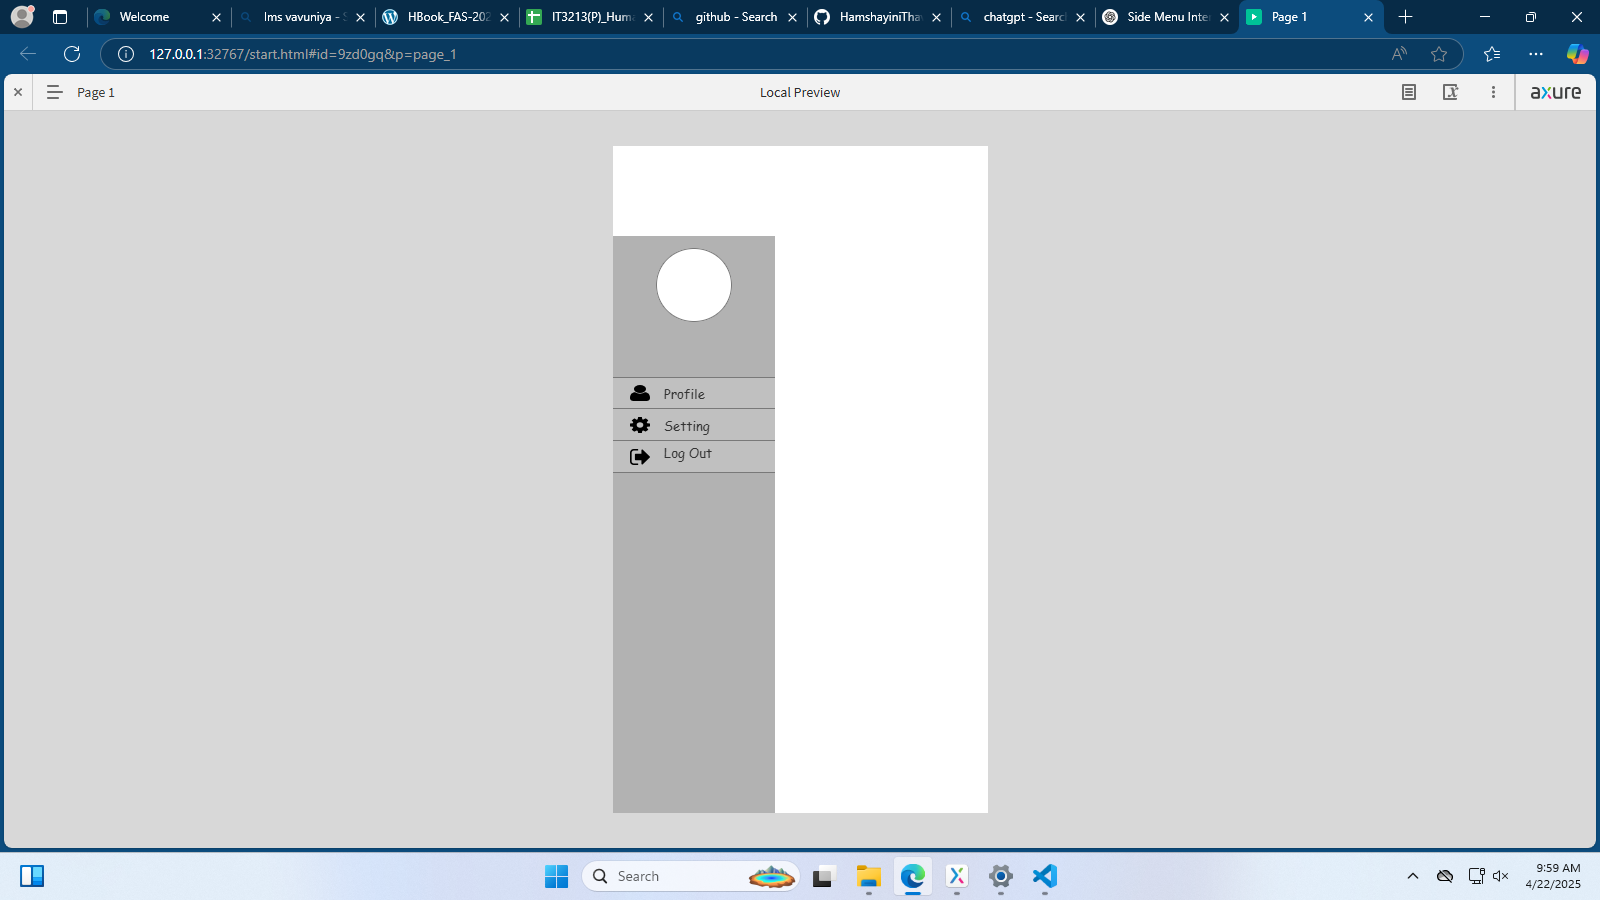 Welcome
lms vavuniya - S
HBook_FAS-202
IT3213(P)_Huma
github - Search
HamshayiniThav
chatgpt - Search
Side Menu Inter
Page 1
127.0.0.1:32767/start.html#id=9zd0gq&p=page_1
Page 1
Local Preview
axure
Profile
Setting
Log Out
Search
9:59 AM
4/22/2025